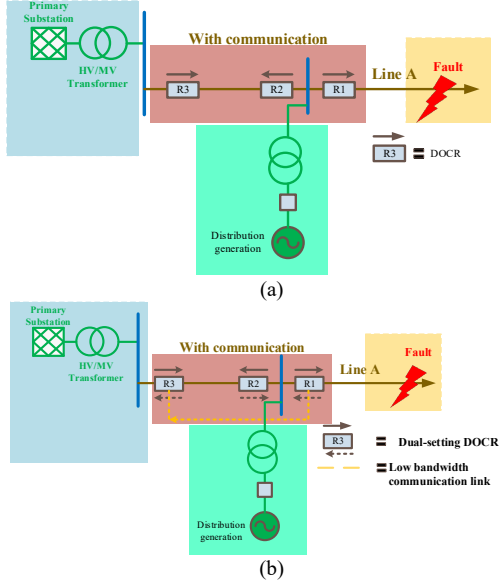 Primary
Substation
HV/MV
Transformer
With communication
R3
R2
R1
Line A
Fault
R3
DOCR
Distribution
generation
(a)
Primary
Substation
HV/MV
Transformer
With communication
R3
R2
R1
Line A
Fault
R3
Dual-setting DOCR
Low bandwidth
communication link
Distribution
generation
(b)